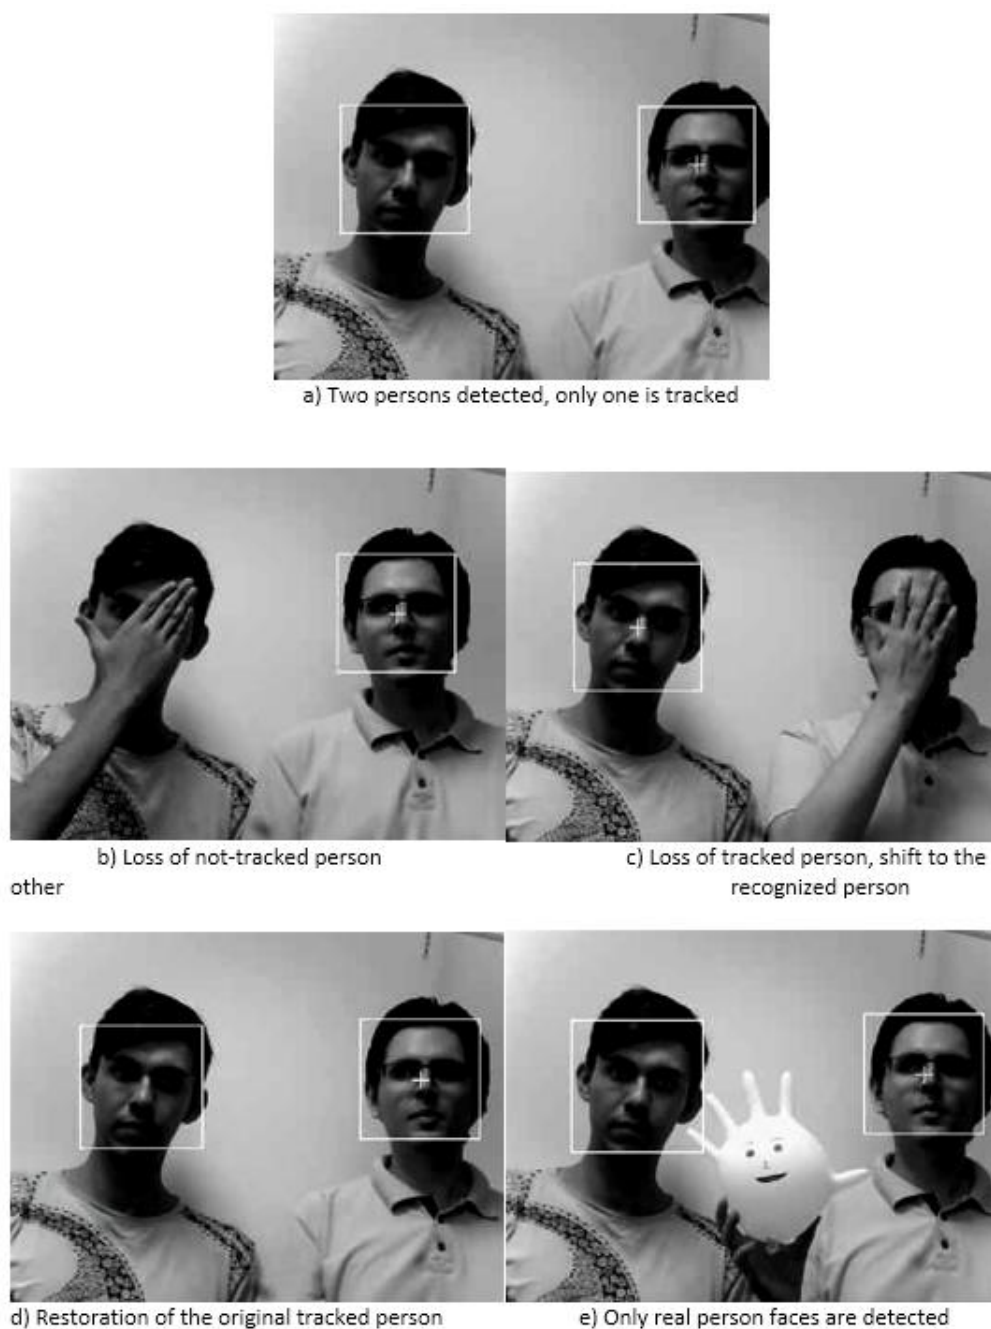 a) Two persons detected, only one is tracked
b) Loss of not-tracked person
c) Loss of tracked person, shift to the
other
recognized person
d) Restoration of the original tracked person
e) Only real person faces are detected